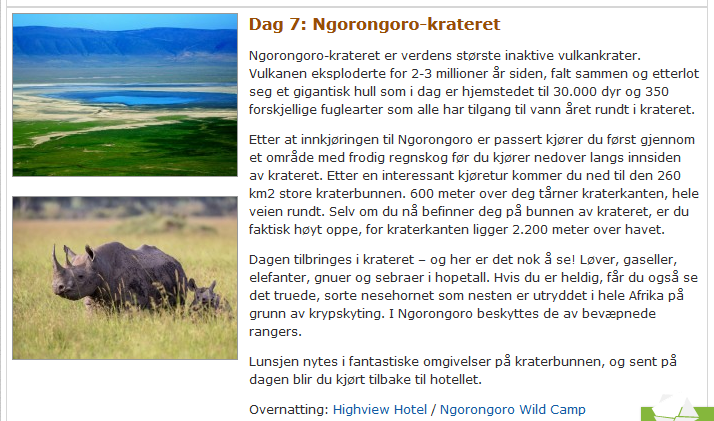 Dag 7: Ngorongoro-krateret
Ngorongoro-krateret er verdens største inaktive vulkankrater.
Vulkanen eksploderte for 2-3 millioner år siden, falt sammen og etterlot
seg et gigantisk hull som i dag er hjemstedet til 30.000 dyr og 350
forskjellige fuglearter som alle har tilgang til vann året rundt i krateret.
Etter at innkjøringen til Ngorongoro er passert kjører du først gjennom
et område med frodig regnskog før du kjører nedover langs innsiden
av krateret. Etter en interessant kjøretur kommer du ned til den 260
km2 store kraterbunnen. 600 meter over deg tårner kraterkanten, hele
veien rundt. Selv om du nå befinner deg på bunnen av krateret, er du
faktisk høyt oppe, for kraterkanten ligger 2.200 meter over havet.
Dagen tilbringes i krateret – og her er det nok å se! Løver, gaseller,
elefanter, gnuer og sebraer i hopetall. Hvis du er heldig, får du også se
det truede, sorte nesehornet som nesten er utryddet i hele Afrika på
grunn av krypskyting. I Ngorongoro beskyttes de av bevæpnede
rangers.
Lunsjen nytes i fantastiske omgivelser på kraterbunnen, og sent på
dagen blir du kjørt tilbake til hotellet.
Overnatting: Highview Hotel / Ngorongoro Wild Camp